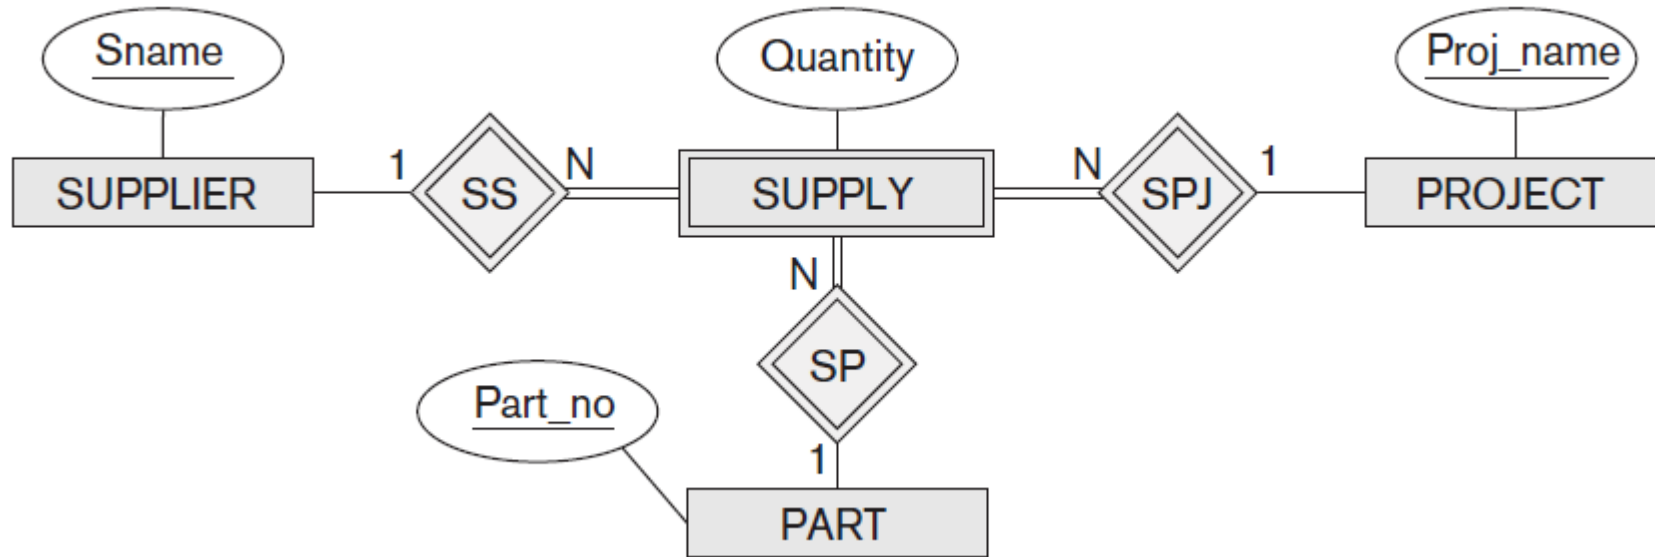 Sname
Quantity
Proj_name
SUPPLIER
1
SS
N
SUPPLY
N
SPJ
1
PROJECT
N
SP
Part_no
1
PART